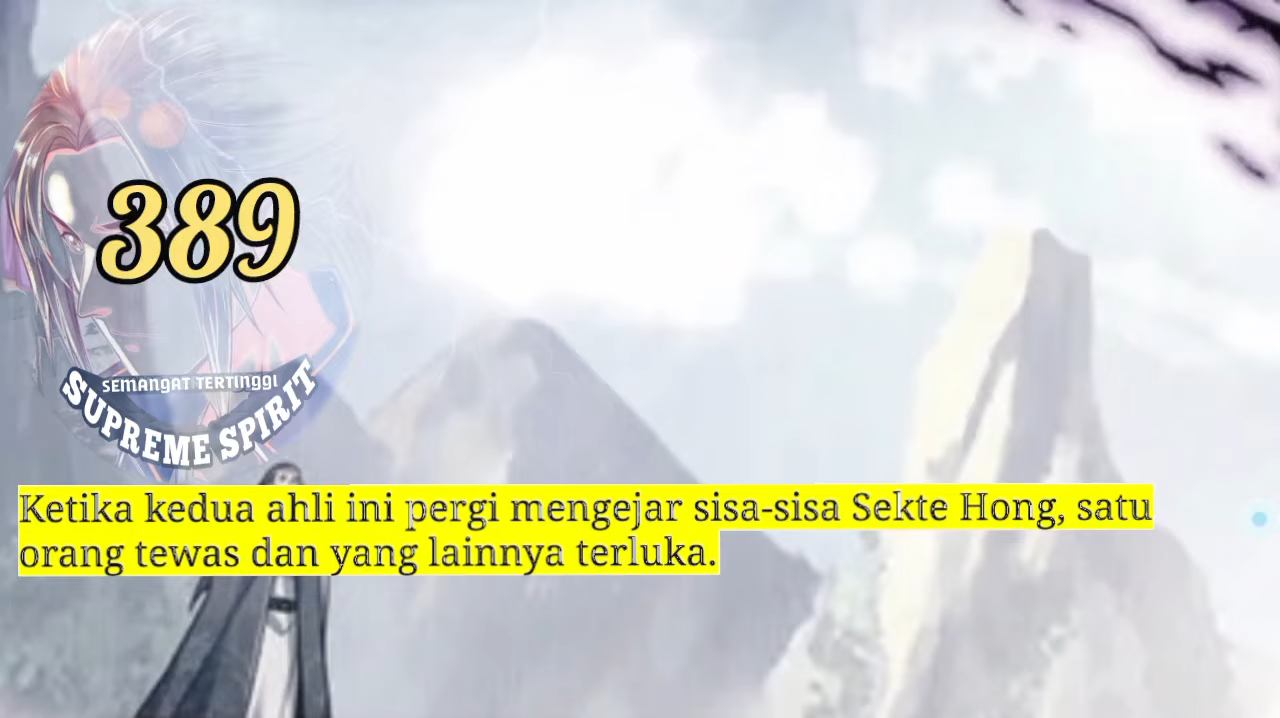 389
SEMANGAT TERTINGGI
SUPREME SPIRIT
Ketika kedua ahli ini pergi mengejar sisa-sisa Sekte Hong, satu
orang tewas dan yang lainnya terluka.